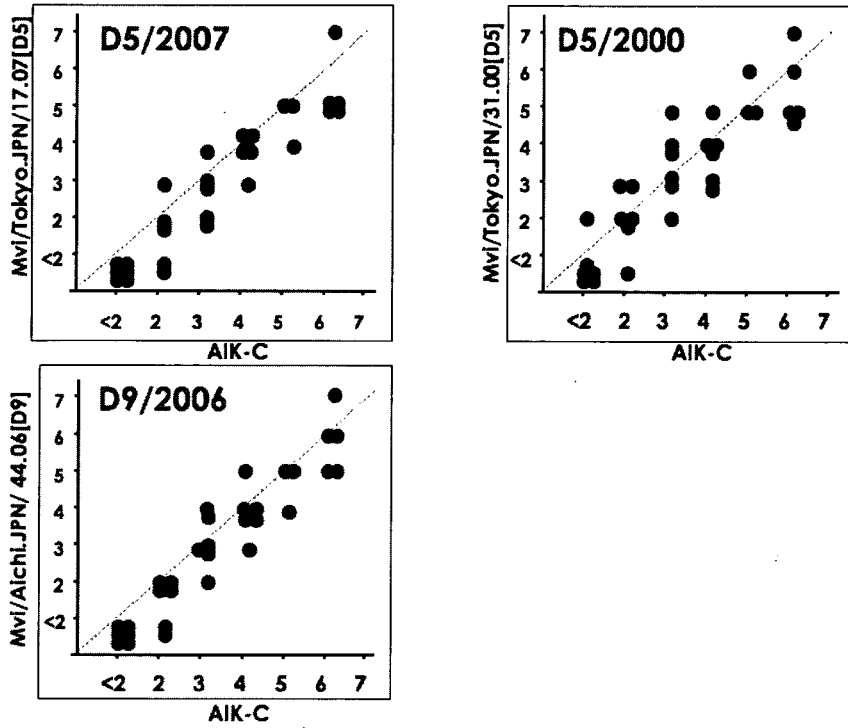 D5/2007
Mvi/Tokyo.JPN/17.07[D5]
7
6
5
4
3
2
<2
<2 2 3 4 5 6 7
AIK-C
D5/2000
Mvi/Tokyo.JPN/31.00[D5]
7
6
5
4
3
2
<2
<2 2 3 4 5 6 7
AIK-C
D9/2006
Mvi/Aichi.JPN/ 44.06[D9]
7
6
5
4
3
2
<2
<2 2 3 4 5 6 7
AIK-C